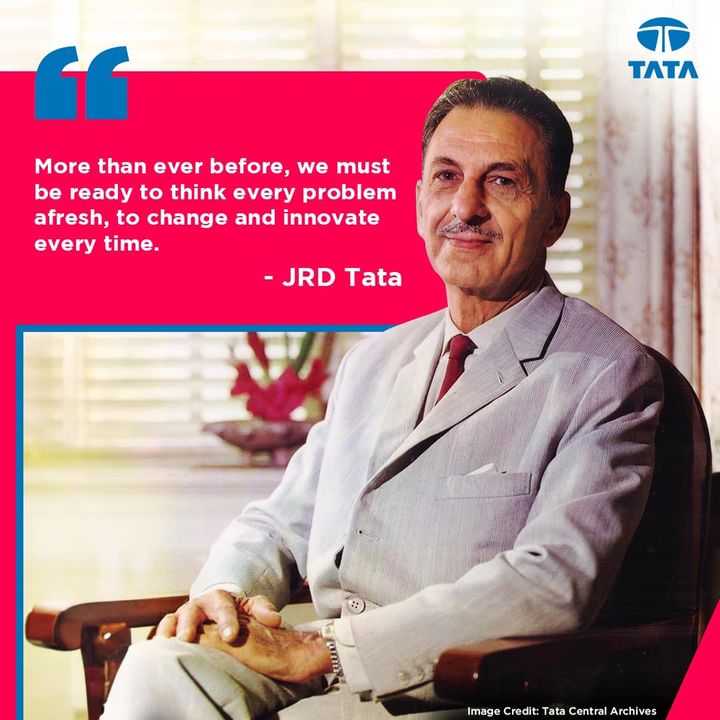 TATA
More than ever before, we must
be ready to think every problem
afresh, to change and innovate
every time.
- JRD Tata
Image Credit: Tata Central Archives